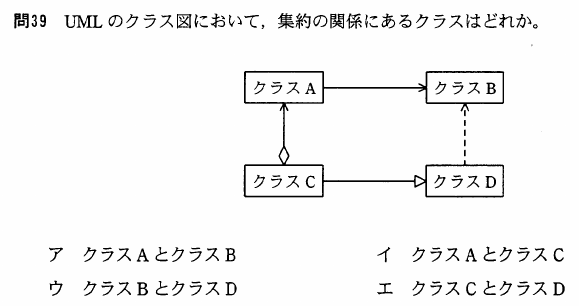 問39 UMLのクラス図において，集約の関係にあるクラスはどれか。
クラスA クラスB
クラスC クラスD
ア クラスAとクラスB イ クラスAとクラスC
ウ クラスBとクラスD エ クラスCとクラスD